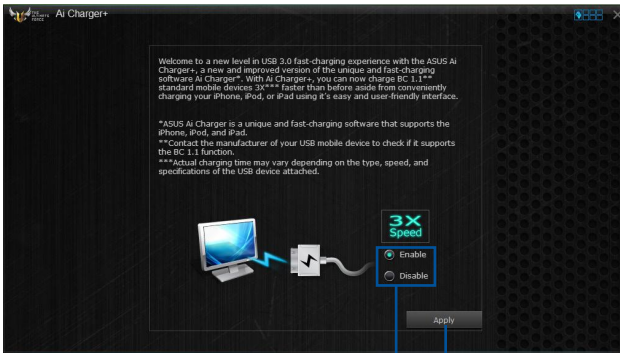 THE ULTIMATE FORCE
Ai Charger+
Welcome to a new level in USB 3.0 fast-charging experience with the ASUS Ai
Charger+, a new and improved version of the unique and fast-charging
software Ai Charger*. With Ai Charger+, you can now charge BC 1.1**
standard mobile devices 3X*** faster than before aside from conveniently
charging your iPhone, iPod, or iPad using it's easy and user-friendly interface.
*ASUS Ai Charger is a unique and fast-charging software that supports the
iPhone, iPod, and iPad.
**Contact the manufacturer of your USB mobile device to check if it supports
the BC 1.1 function.
***Actual charging time may vary depending on the type, speed, and
specifications of the USB device attached.
3X
Speed
Enable
Disable
Apply